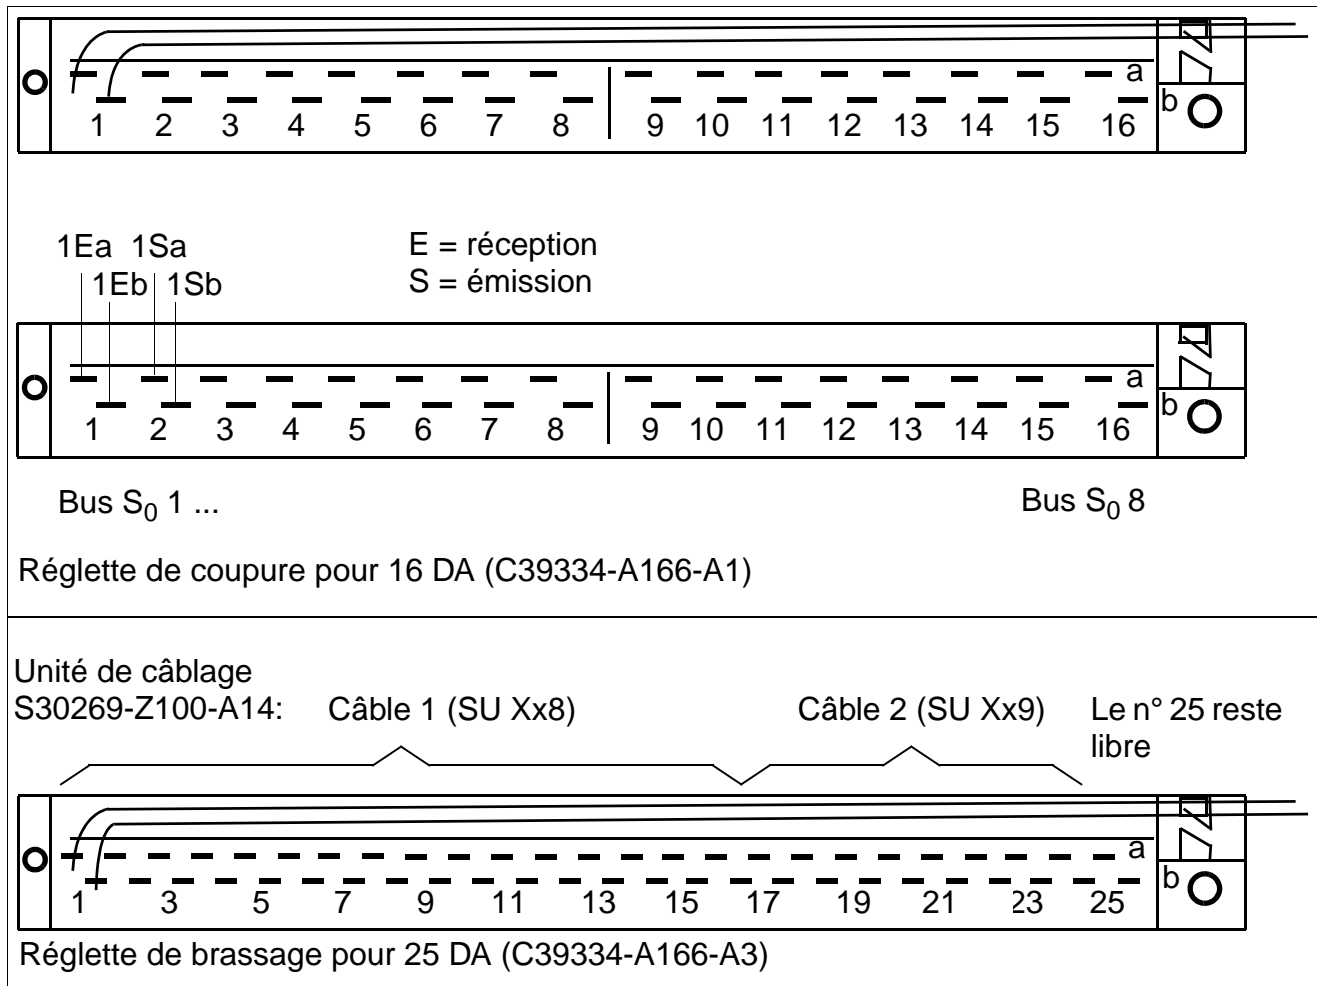 a
b
1 2 3 4 5 6 7 8 9 10 11 12 13 14 15 16
1Ea 1Sa
1Eb 1Sb
E = réception
S = émission
a
b
1 2 3 4 5 6 7 8 9 10 11 12 13 14 15 16
Bus S0 1 ... Bus S0 8
Réglette de coupure pour 16 DA (C39334-A166-A1)
Unité de câblage
S30269-Z100-A14: Câble 1 (SU Xx8) Câble 2 (SU Xx9) Le n° 25 reste
libre
a
b
1 3 5 7 9 11 13 15 17 19 21 23 25
Réglette de brassage pour 25 DA (C39334-A166-A3)